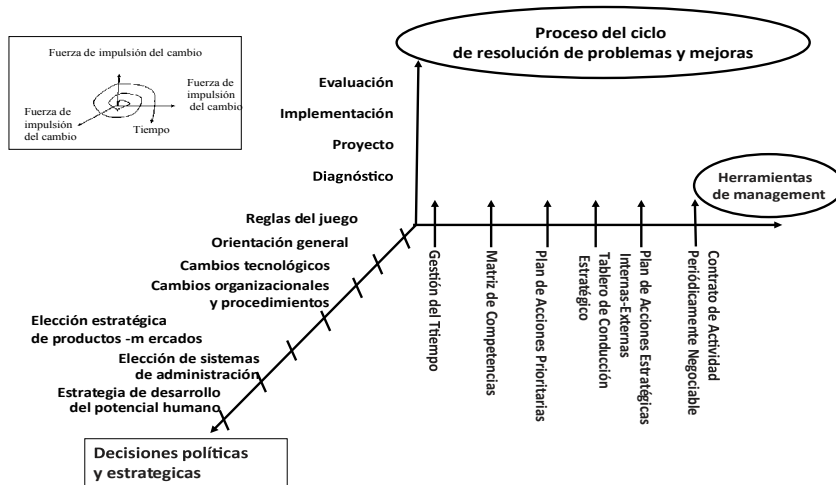 Proceso del ciclo
de resolución de problemas y mejoras
Fuerza de impulsión del cambio
Fuerza de
impulsión
del cambio
Fuerza de
impulsión
del cambio
Tiempo
Evaluación
Implementación
Proyecto
Diagnóstico
Herramientas
de management
Reglas del juego
Orientación general
Cambios tecnológicos
Cambios organizacionales
y procedimientos
Elección estratégica
de productos -m ercados
Elección de sistemas
de administración
Estrategia de desarrollo
del potencial humano
Decisiones políticas
y estrategicas
Gestión del Ttiempo
Matriz de Competencias
Plan de Acciones Prioritarias
Tablero de Conducción
Estratégico
Plan de Acciones Estratégicas
Internas-Externas
Contrato de Actividad
Periódicamente Negociable